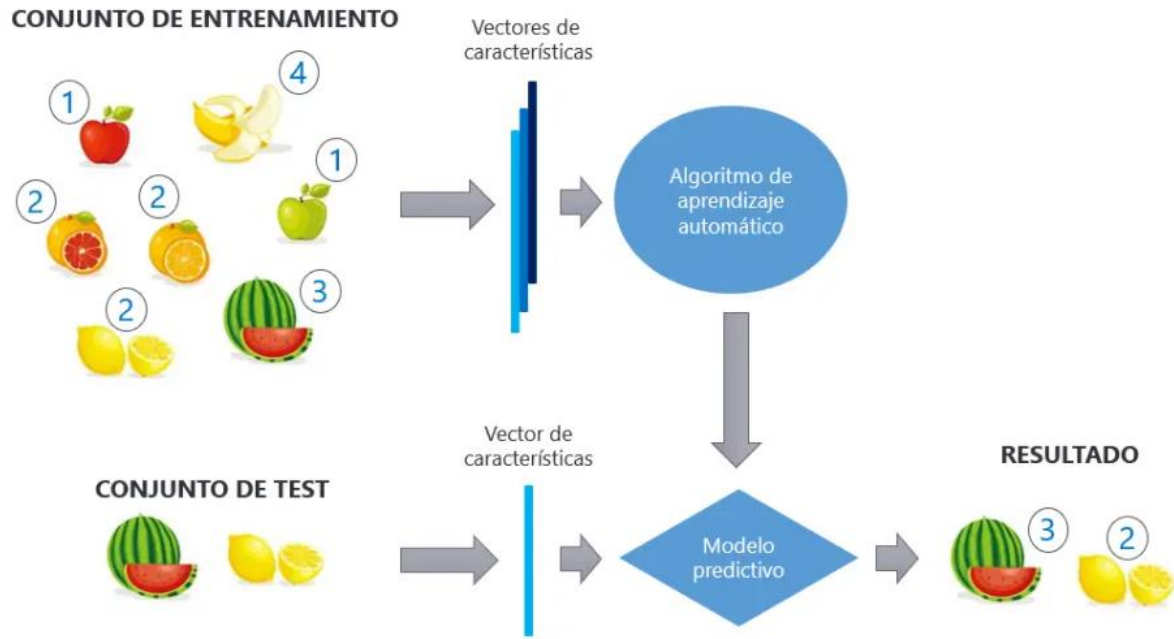 CONJUNTO DE ENTRENAMIENTO
Vectores de
características
4
1
1
2
2
3
2
Algoritmo de
aprendizaje
automático
Vector de
características
CONJUNTO DE TEST
Modelo
predictivo
RESULTADO
3
2